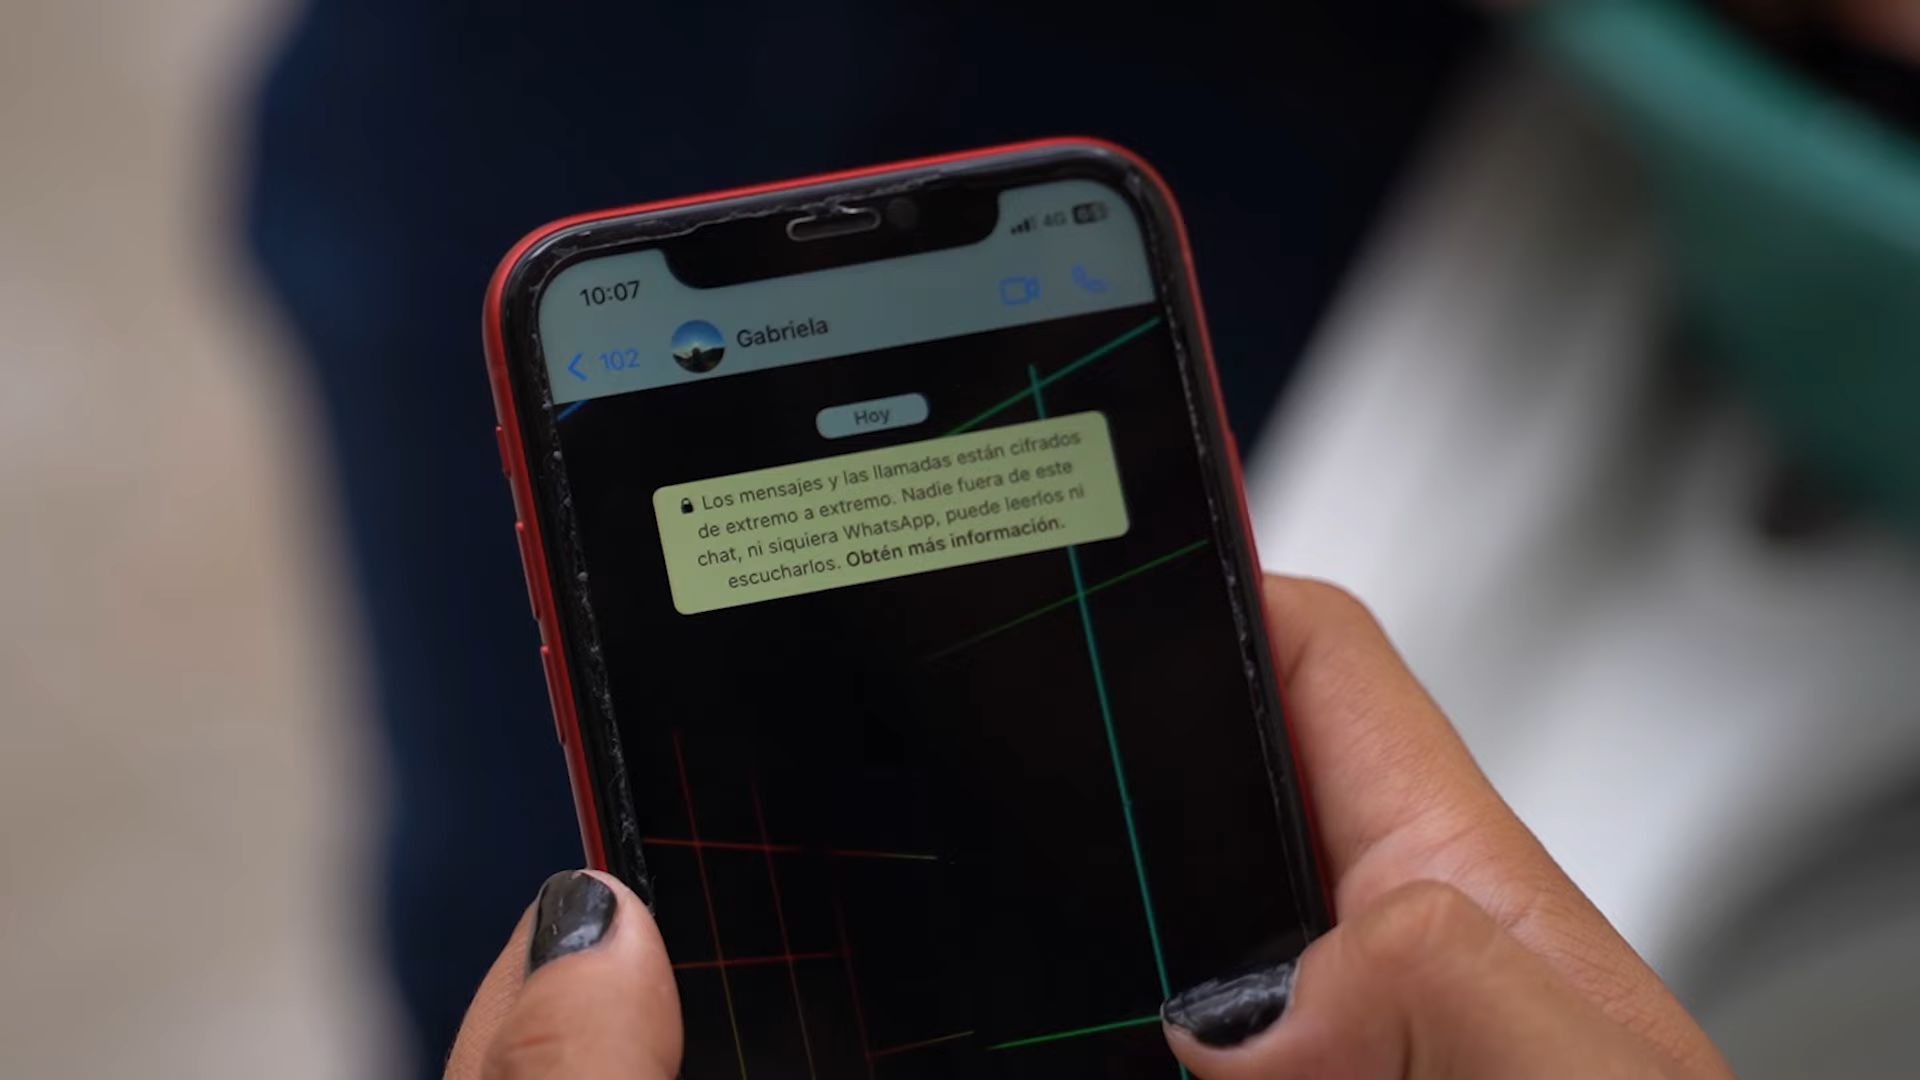 10:07
4G 65
102
Gabriela
Hoy
Los mensajes y las llamadas están cifrados
de extremo a extremo. Nadie fuera de este
chat, ni siquiera WhatsApp, puede leerlos ni
escucharlos. Obtén más información.